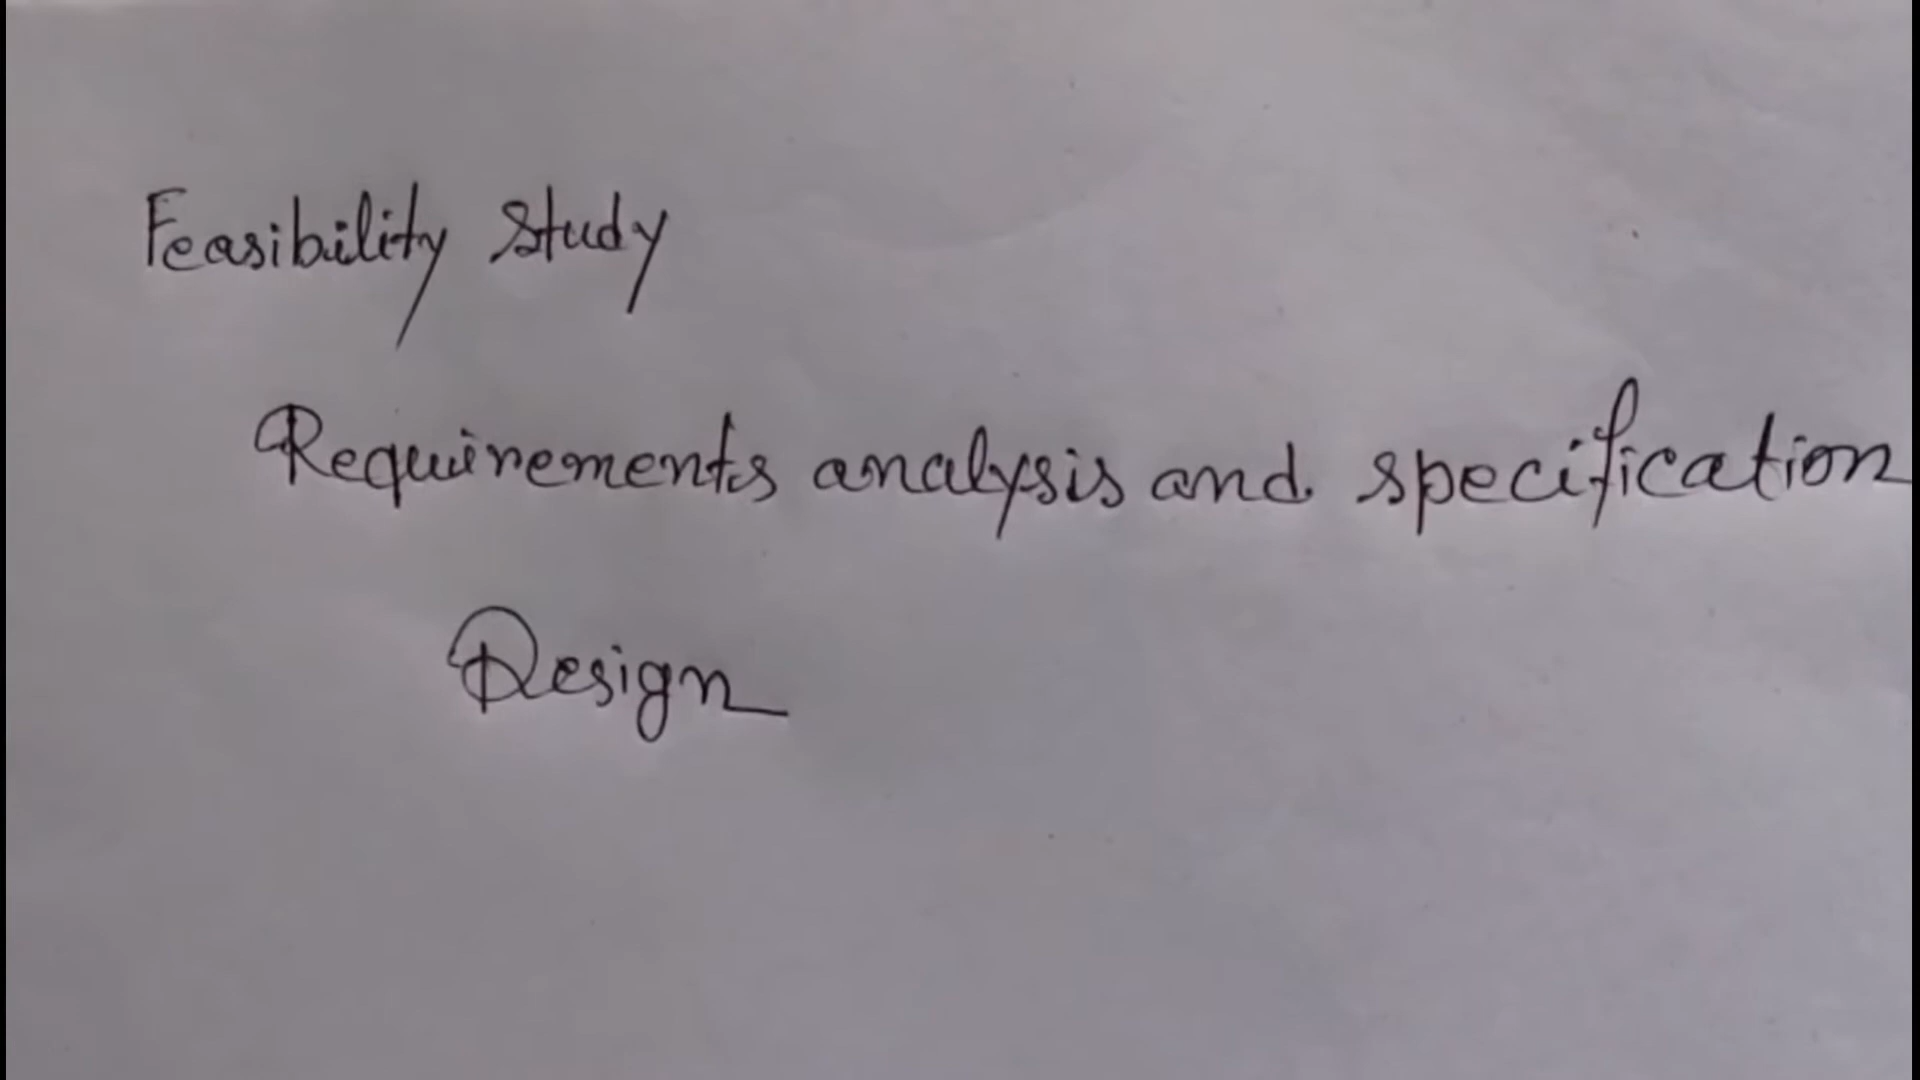 Feasibility study
Requirements analysis and specification
Design